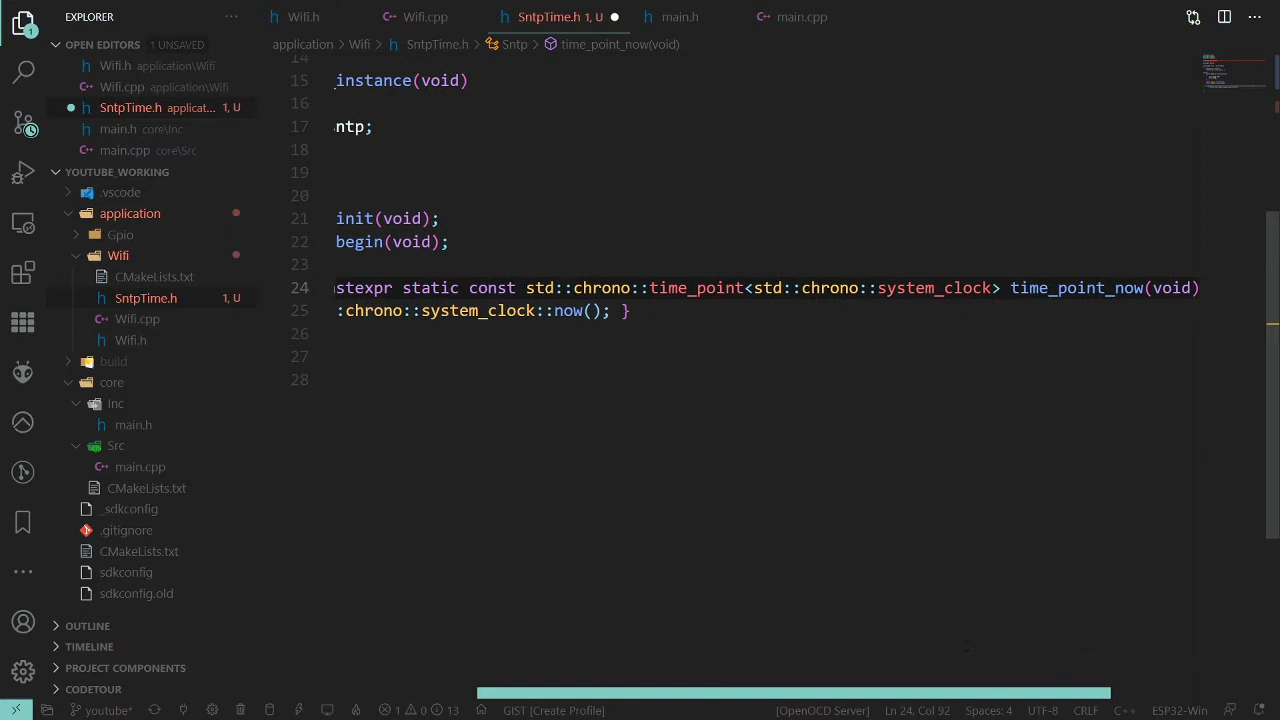 EXPLORER
Wifi.h
Wifi.cpp
SntpTime.h 1, U
main.h
main.cpp
OPEN EDITORS 1 UNSAVED
application > Wifi > SntpTime.h > Sntp > time_point_now(void)
Wifi.h application\Wifi
Wifi.cpp application\Wifi
SntpTime.h applicat... 1, U
main.h core\Inc
main.cpp core\Src
YOUTUBE_WORKING
.vscode
application
Gpio
Wifi
CMakeLists.txt
SntpTime.h 1, U
Wifi.cpp
Wifi.h
build
core
Inc
main.h
Src
main.cpp
CMakeLists.txt
_sdkconfig
.gitignore
CMakeLists.txt
sdkconfig
sdkconfig.old
OUTLINE
TIMELINE
PROJECT COMPONENTS
CODETOUR
14
15 _instance(void)
16
17 ntp;
18
19
20
21 init(void);
22 begin(void);
23
24 stexpr static const std::chrono::time_point<std::chrono::system_clock> time_point_now(void)
25 :chrono::system_clock::now(); }
26
27
28
youtube* 1 0 13 GIST [Create Profile] [OpenOCD Server] Ln 24, Col 92 Spaces: 4 UTF-8 CRLF C++ ESP32-Win